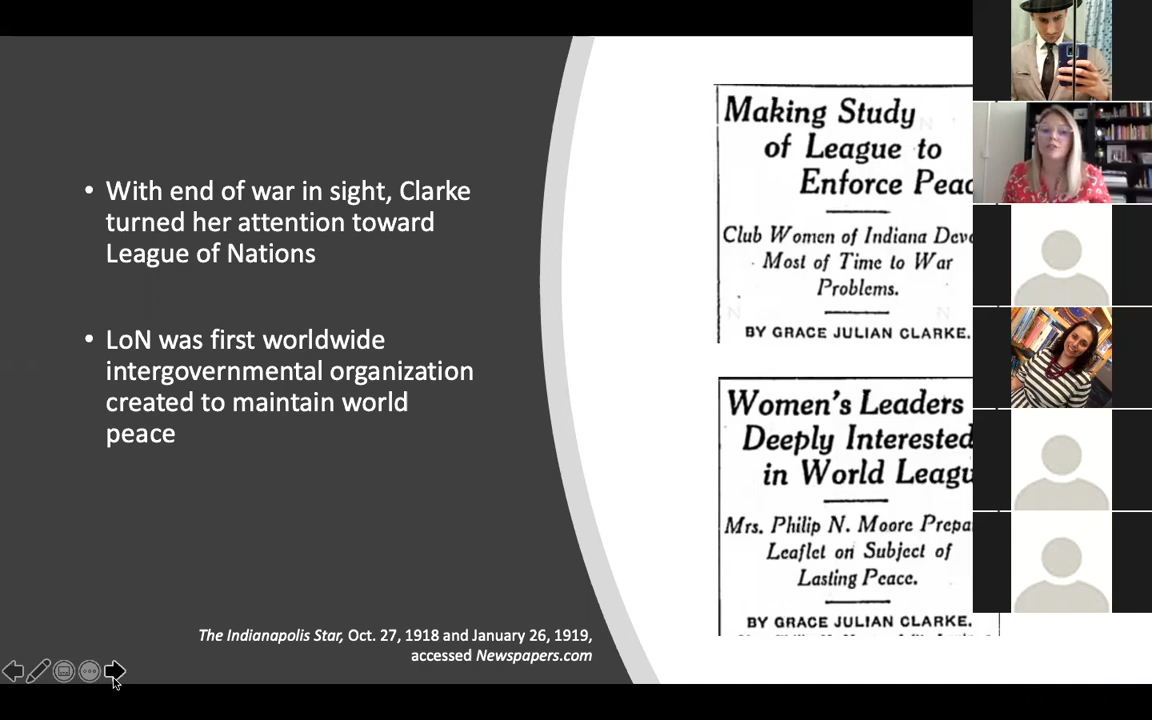 • With end of war in sight, Clarke
turned her attention toward
League of Nations
• LoN was first worldwide
intergovernmental organization
created to maintain world
peace
The Indianapolis Star, Oct. 27, 1918 and January 26, 1919,
accessed Newspapers.com
Making Study
of League to
Enforce Peac
Club Women of Indiana Dev
Most of Time to War
Problems.
BY GRACE JULIAN CLARKE.
Women's Leaders
Deeply Interested
in World Leagu
Mrs. Philip N. Moore Prepa
Leaflet on Subject of
Lasting Peace.
BY GRACE JULIAN CLARKE.